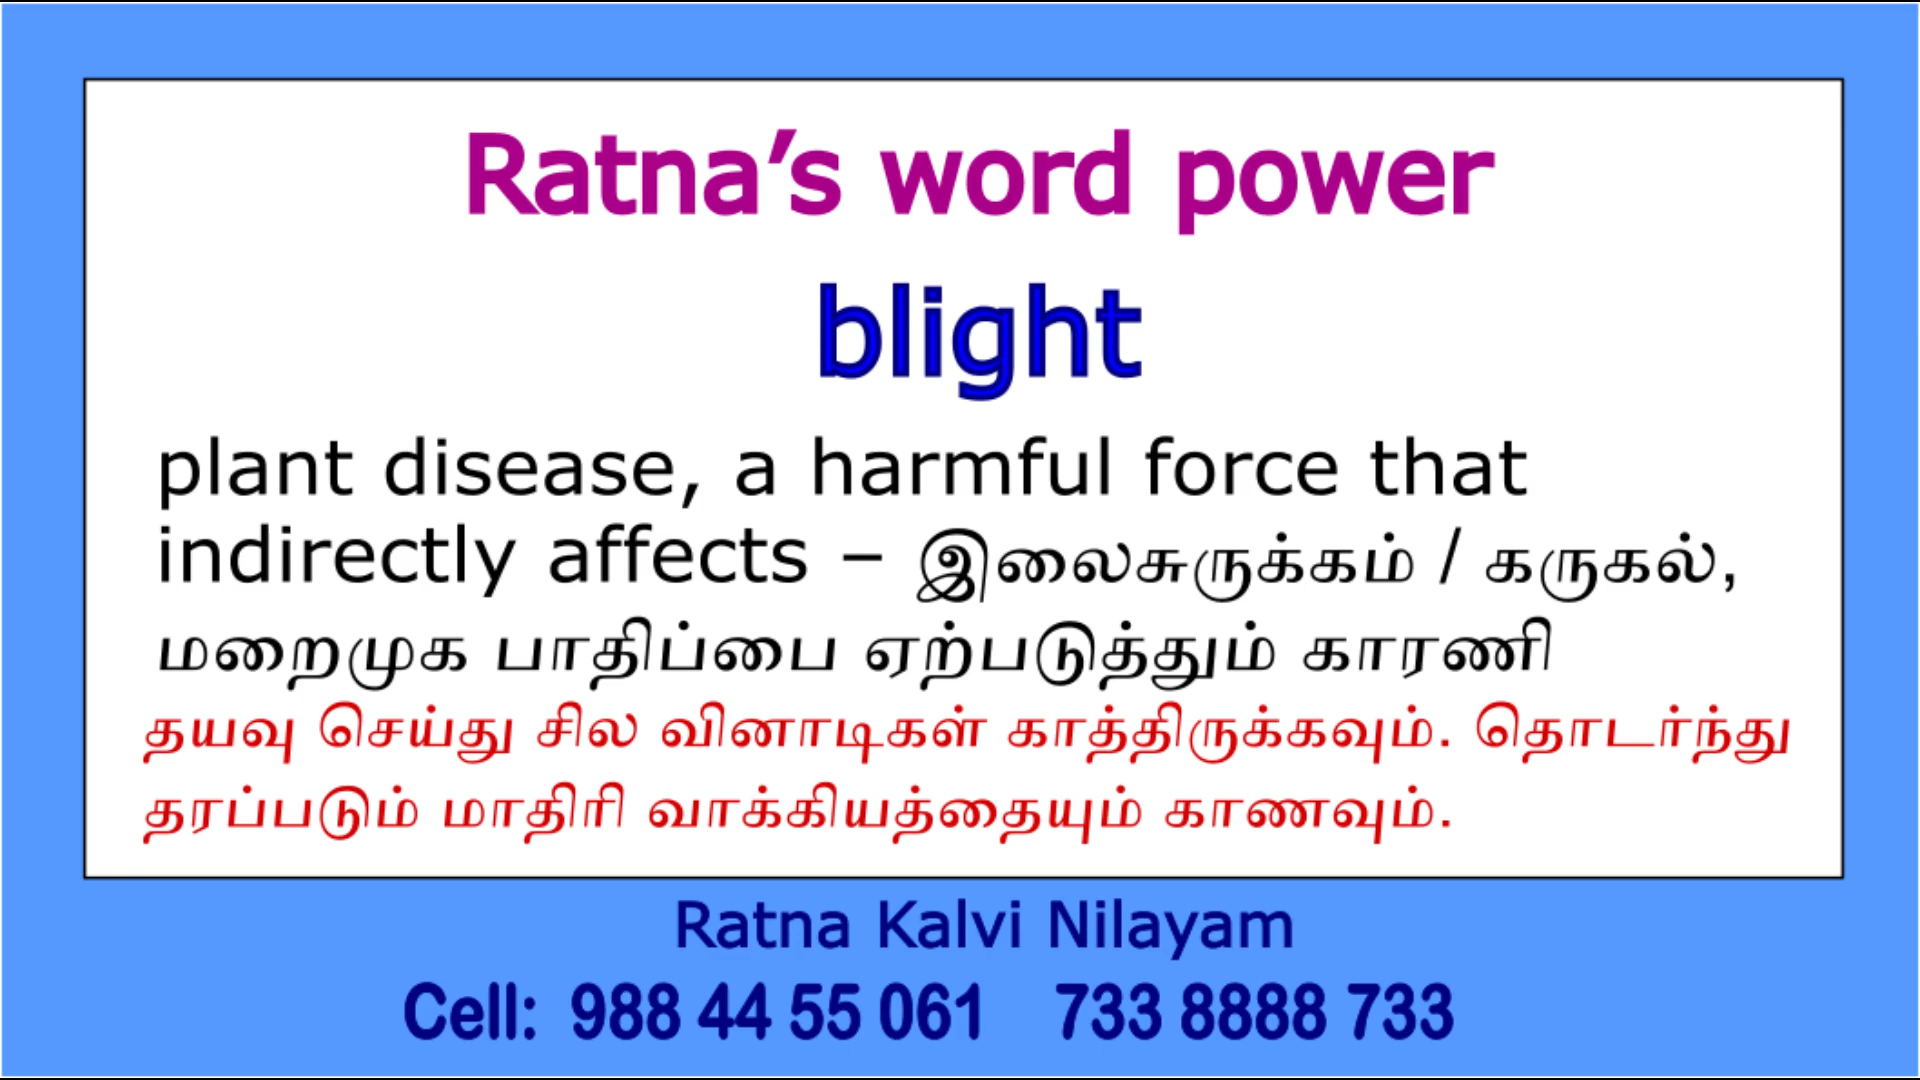 Ratna’s word power
blight
plant disease, a harmful force that
indirectly affects – இலைசுருக்கம் / கருகல்,
மறைமுக பாதிப்பை ஏற்படுத்தும் காரணி
தயவு செய்து சில வினாடிகள் காத்திருக்கவும். தொடர்ந்து
தரப்படும் மாதிரி வாக்கியத்தையும் காணவும்.
Ratna Kalvi Nilayam
Cell: 988 44 55 061 733 8888 733